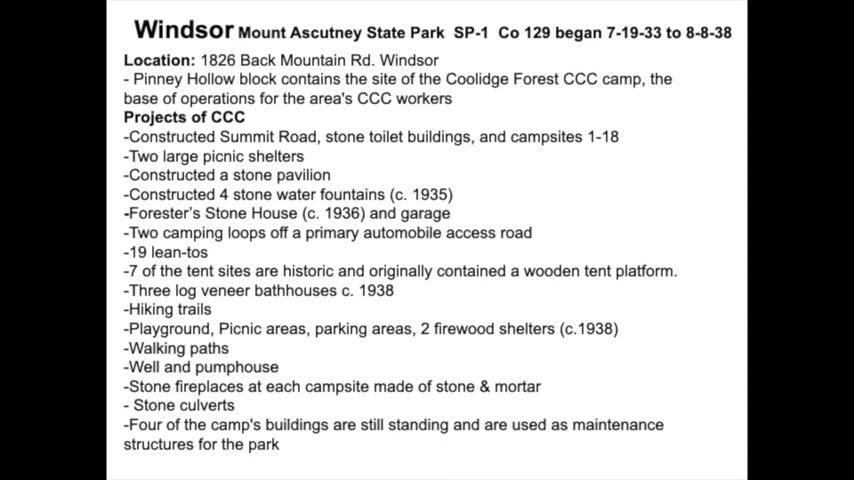 Windsor Mount Ascutney State Park SP-1 Co 129 began 7-19-33 to 8-8-38
Location: 1826 Back Mountain Rd. Windsor
- Pinney Hollow block contains the site of the Coolidge Forest CCC camp, the
base of operations for the area's CCC workers
Projects of CCC
-Constructed Summit Road, stone toilet buildings, and campsites 1-18
-Two large picnic shelters
-Constructed a stone pavilion
-Constructed 4 stone water fountains (c. 1935)
-Forester's Stone House (c. 1936) and garage
-Two camping loops off a primary automobile access road
-19 lean-tos
-7 of the tent sites are historic and originally contained a wooden tent platform.
-Three log veneer bathhouses c. 1938
-Hiking trails
-Playground, Picnic areas, parking areas, 2 firewood shelters (c.1938)
-Walking paths
-Well and pumphouse
-Stone fireplaces at each campsite made of stone & mortar
- Stone culverts
-Four of the camp's buildings are still standing and are used as maintenance
structures for the park